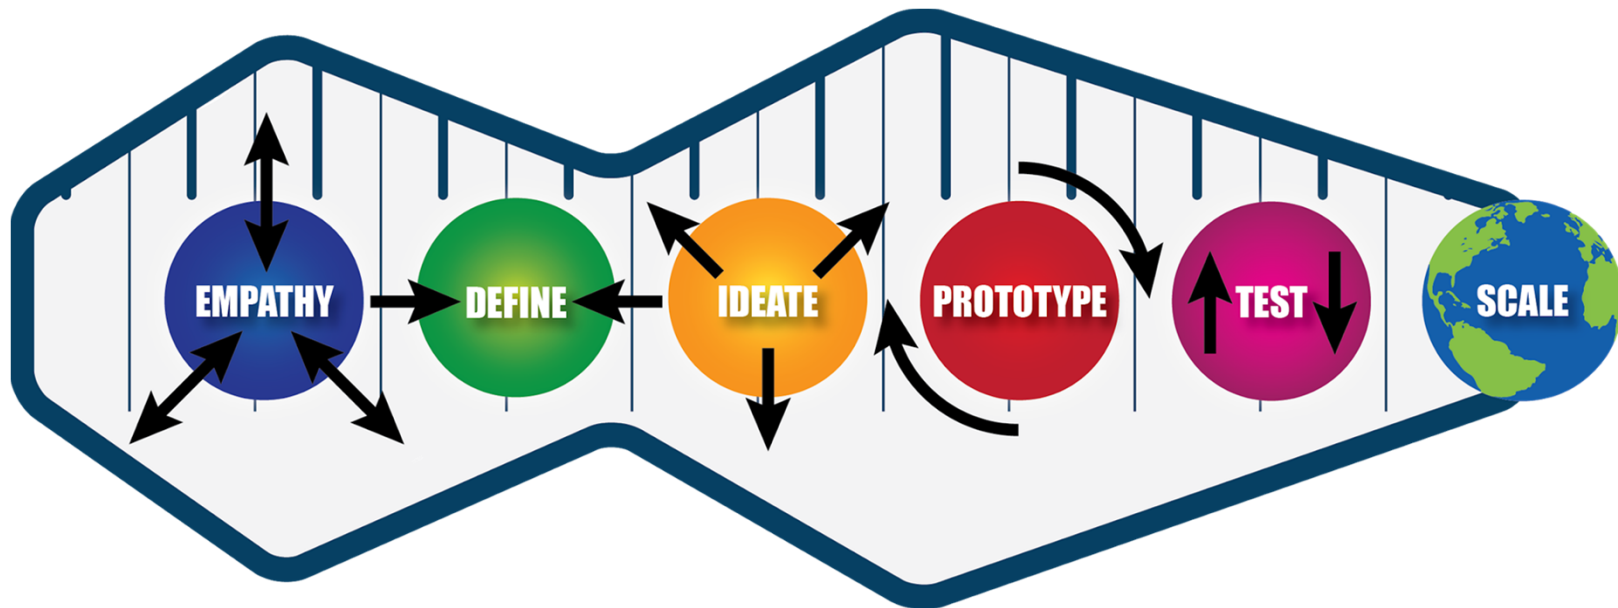 EMPATHY
DEFINE
IDEATE
PROTOTYPE
TEST
SCALE